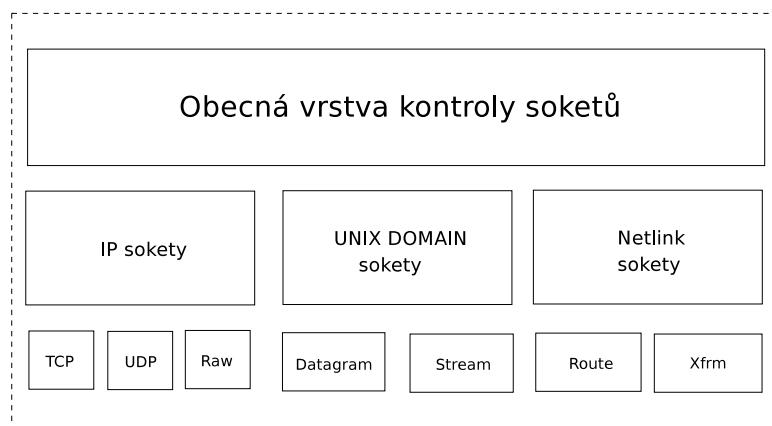 Obecná vrstva kontroly soketů
IP sokety
UNIX DOMAIN
sokety
Netlink
sokety
TCP
UDP
Raw
Datagram
Stream
Route
Xfrm